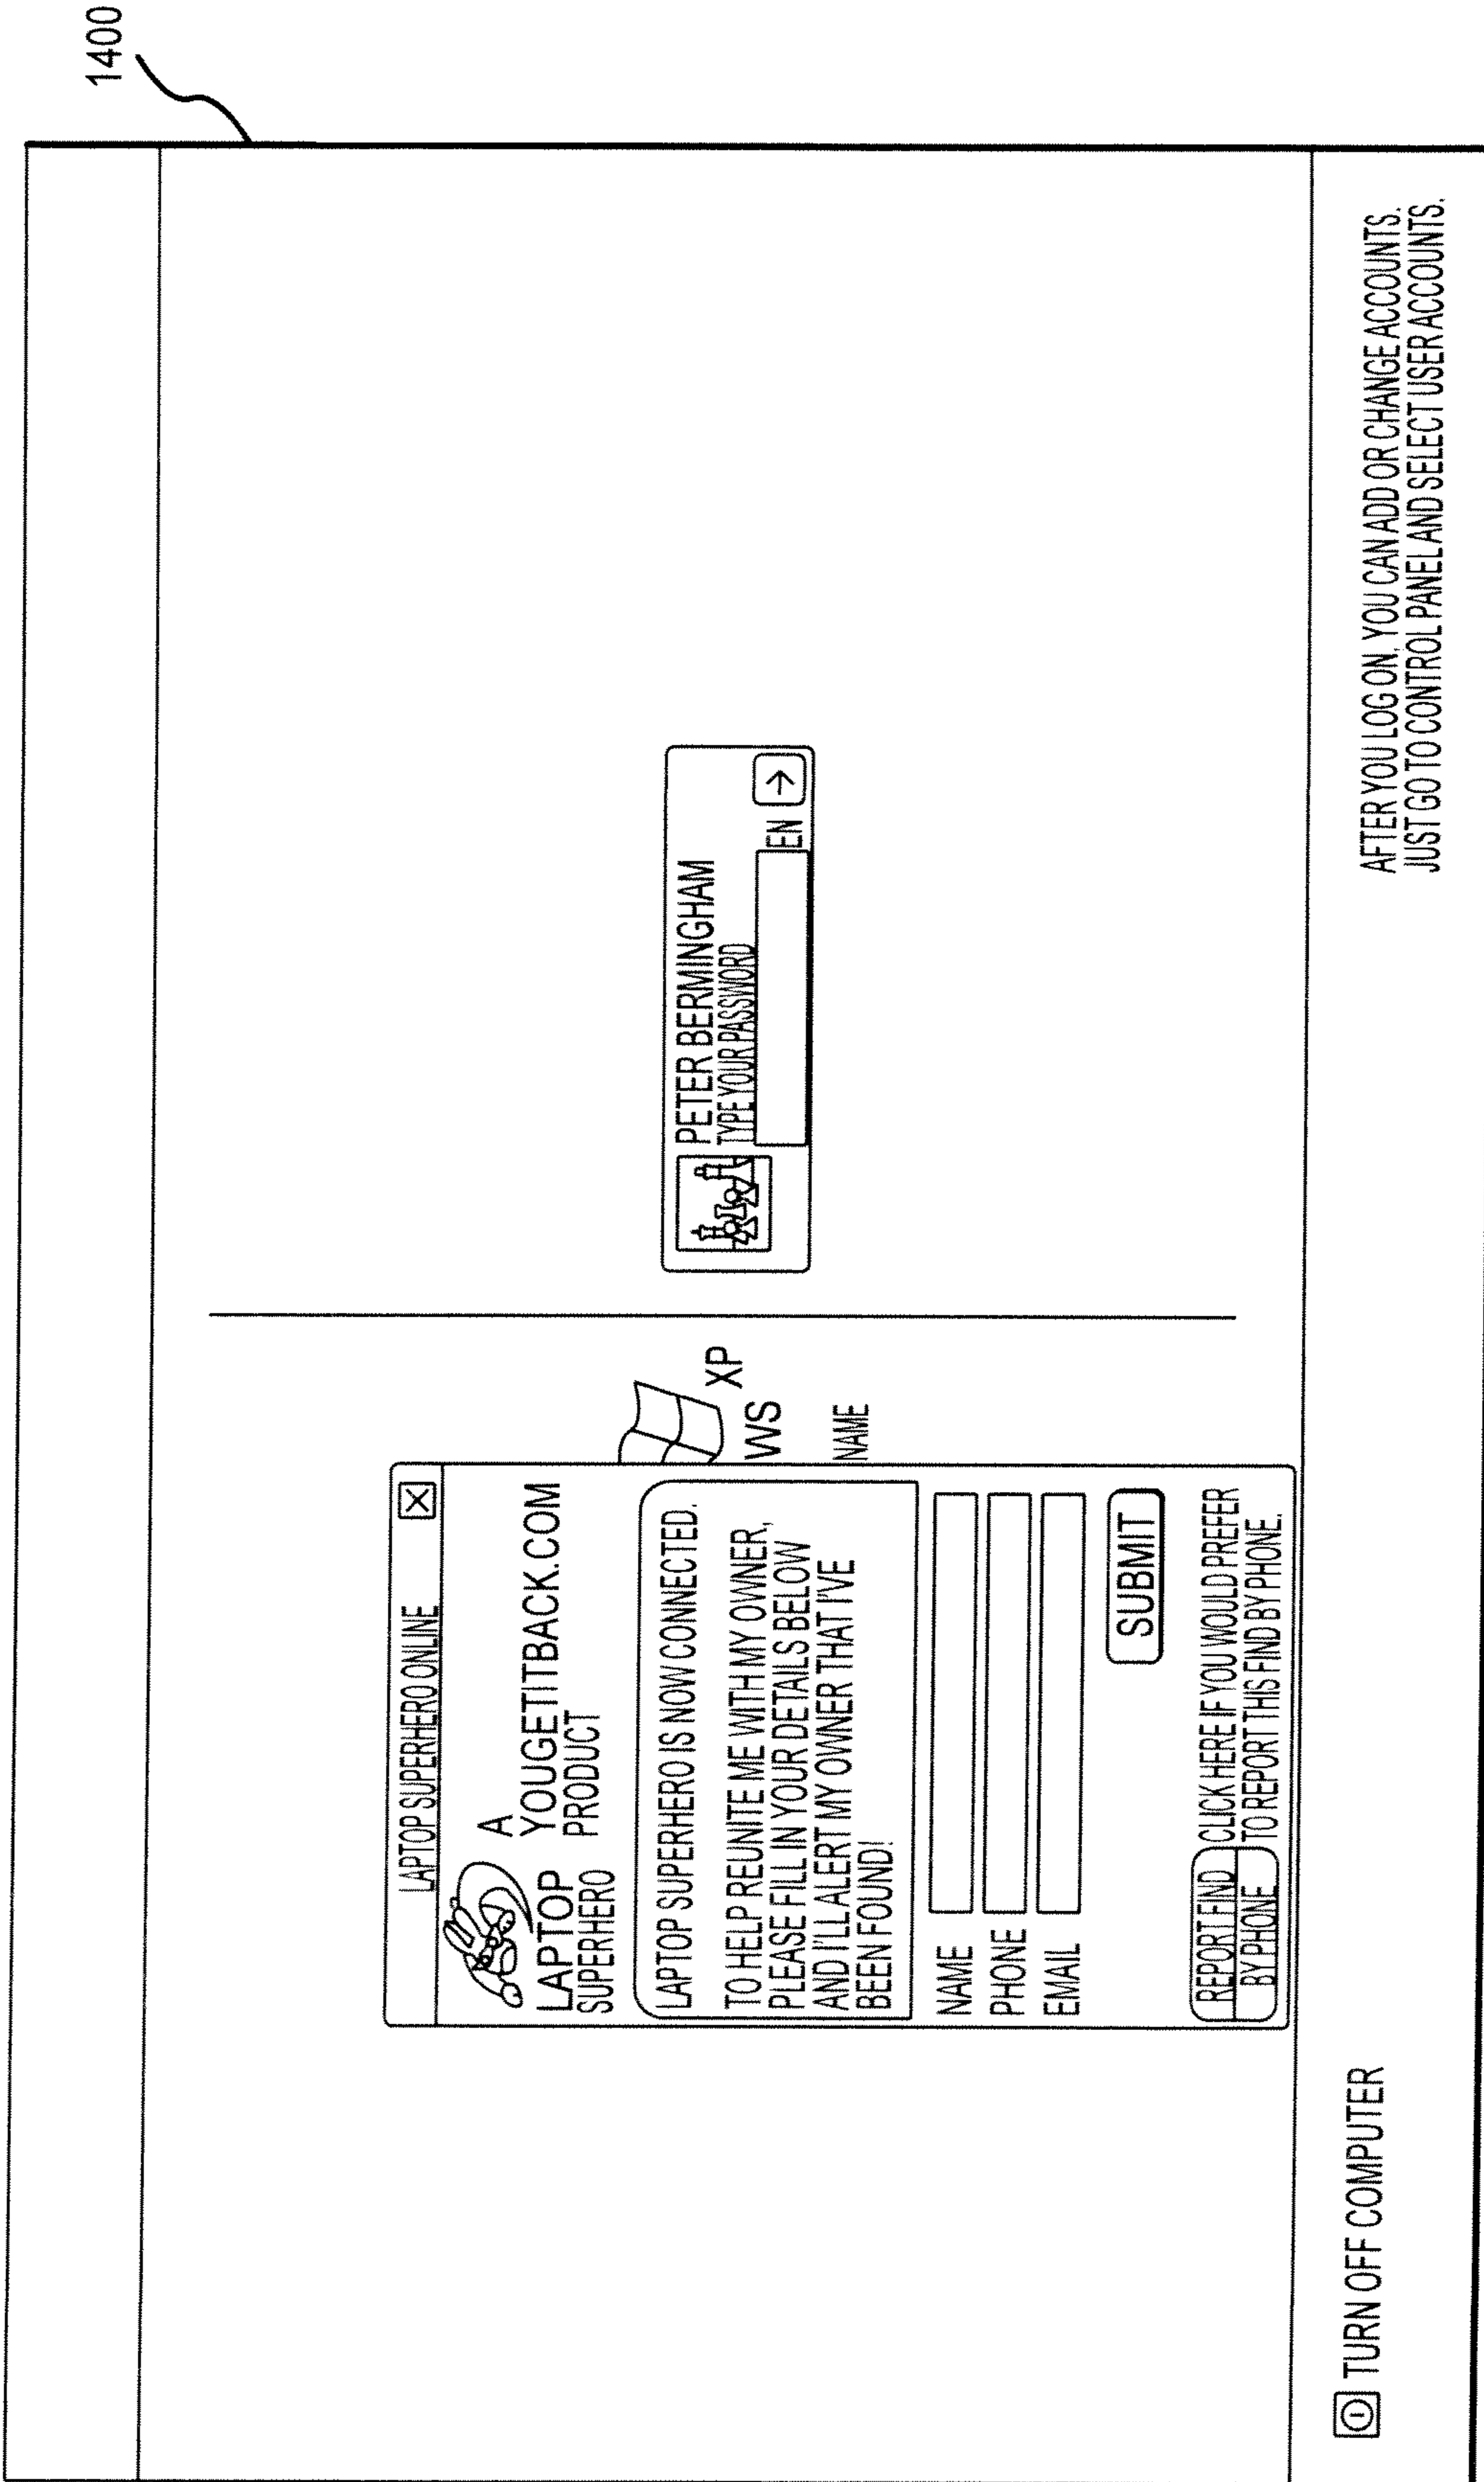 1400
LAPTOP SUPERHERO ONLINE
LAPTOP
SUPERHERO
A
YOUGETITBACK.COM
PRODUCT
LAPTOP SUPERHERO IS NOW CONNECTED.
TO HELP REUNITE ME WITH MY OWNER,
PLEASE FILL IN YOUR DETAILS BELOW
AND I'LL ALERT MY OWNER THAT I'VE
BEEN FOUND!
NAME
PHONE
EMAIL
SUBMIT
REPORT FIND
BY PHONE
CLICK HERE IF YOU WOULD PREFER
TO REPORT THIS FIND BY PHONE.
XP
WS
NAME
PETER BERMINGHAM
TYPE YOUR PASSWORD
EN
TURN OFF COMPUTER
AFTER YOU LOG ON, YOU CAN ADD OR CHANGE ACCOUNTS.
JUST GO TO CONTROL PANEL AND SELECT USER ACCOUNTS.